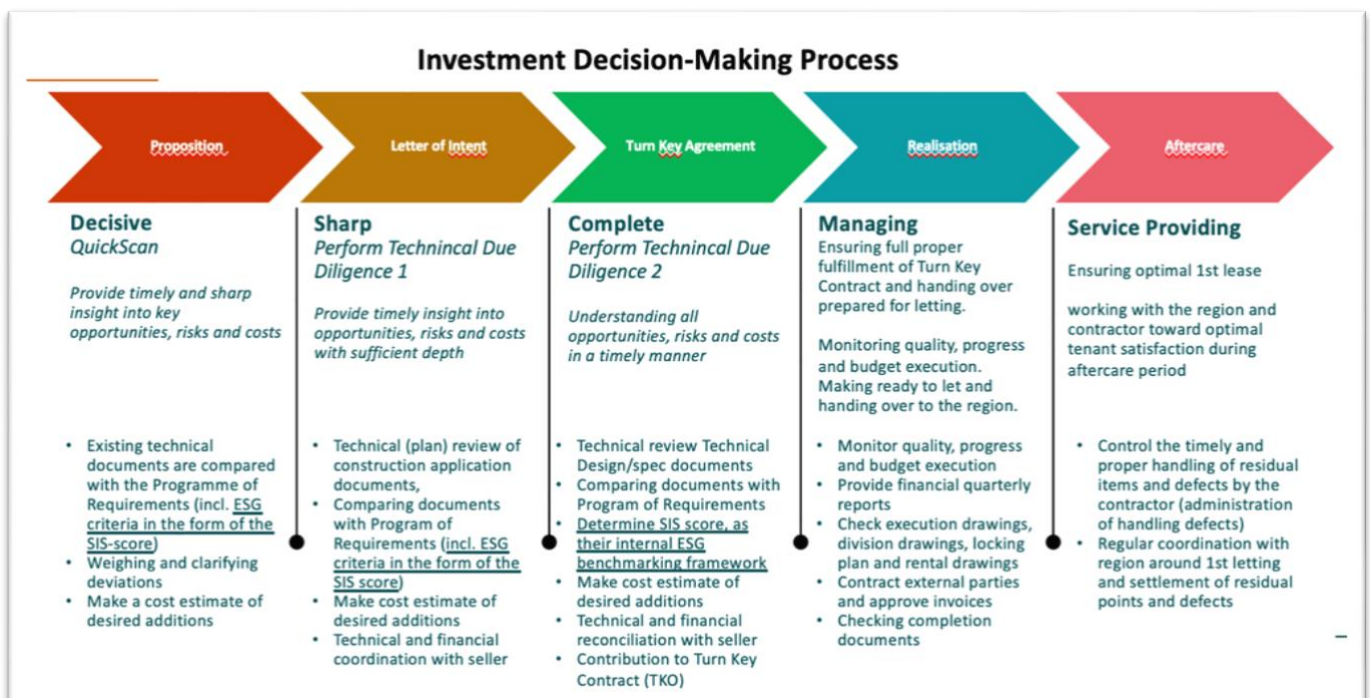 Investment Decision-Making Process
Proposition
Letter of Intent
Turn Key Agreement
Realisation
Aftercare
Decisive
QuickScan
Provide timely and sharp
insight into key
opportunities, risks and costs
• Existing technical
documents are compared
with the Programme of
Requirements (incl. ESG
criteria in the form of the
SIS-score)
• Weighing and clarifying
deviations
• Make a cost estimate of
desired additions
Sharp
Perform Technincal Due
Diligence 1
Provide timely insight into
opportunities, risks and costs
with sufficient depth
• Technical (plan) review of
construction application
documents,
• Comparing documents
with Program of
Requirements (incl. ESG
criteria in the form of the
SIS score)
• Make cost estimate of
desired additions
• Technical and financial
coordination with seller
Complete
Perform Technincal Due
Diligence 2
Understanding all
opportunities, risks and costs
in a timely manner
• Technical review Technical
Design/spec documents
• Comparing documents with
Program of Requirements
• Determine SIS score, as
their internal ESG
benchmarking framework
• Make cost estimate of
desired additions
• Technical and financial
reconciliation with seller
• Contribution to Turn Key
Contract (TKO)
Managing
Ensuring full proper
fulfillment of Turn Key
Contract and handing over
prepared for letting.
Monitoring quality, progress
and budget execution.
Making ready to let and
handing over to the region.
• Monitor quality, progress
and budget execution
• Provide financial quarterly
reports
• Check execution drawings,
division drawings, locking
plan and rental drawings
• Contract external parties
and approve invoices
• Checking completion
documents
Service Providing
Ensuring optimal 1st lease
working with the region and
contractor toward optimal
tenant satisfaction during
aftercare period
• Control the timely and
proper handling of residual
items and defects by the
contractor (administration
of handling defects)
• Regular coordination with
region around 1st letting
and settlement of residual
points and defects